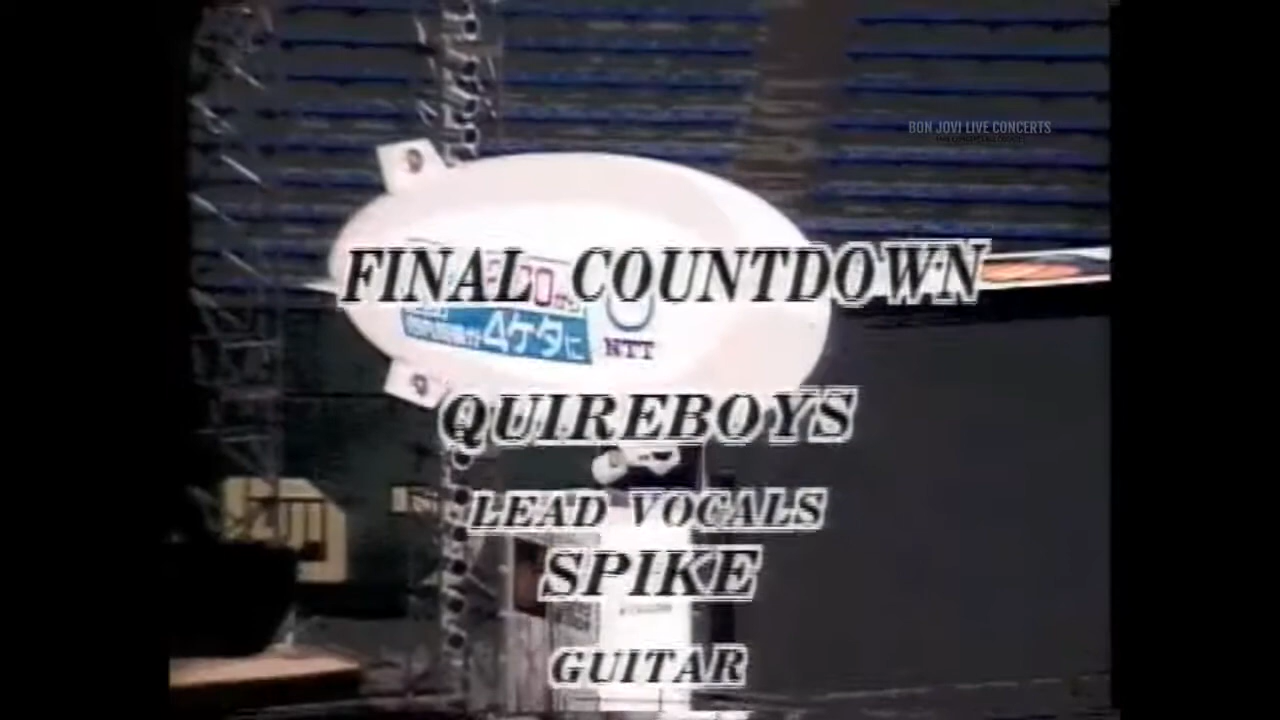 BON JOVI LIVE CONCERTS
FINAL COUNTDOWN
4ケタに
NTT
QUIREBOYS
LEAD VOCALS
SPIKE
GUITAR